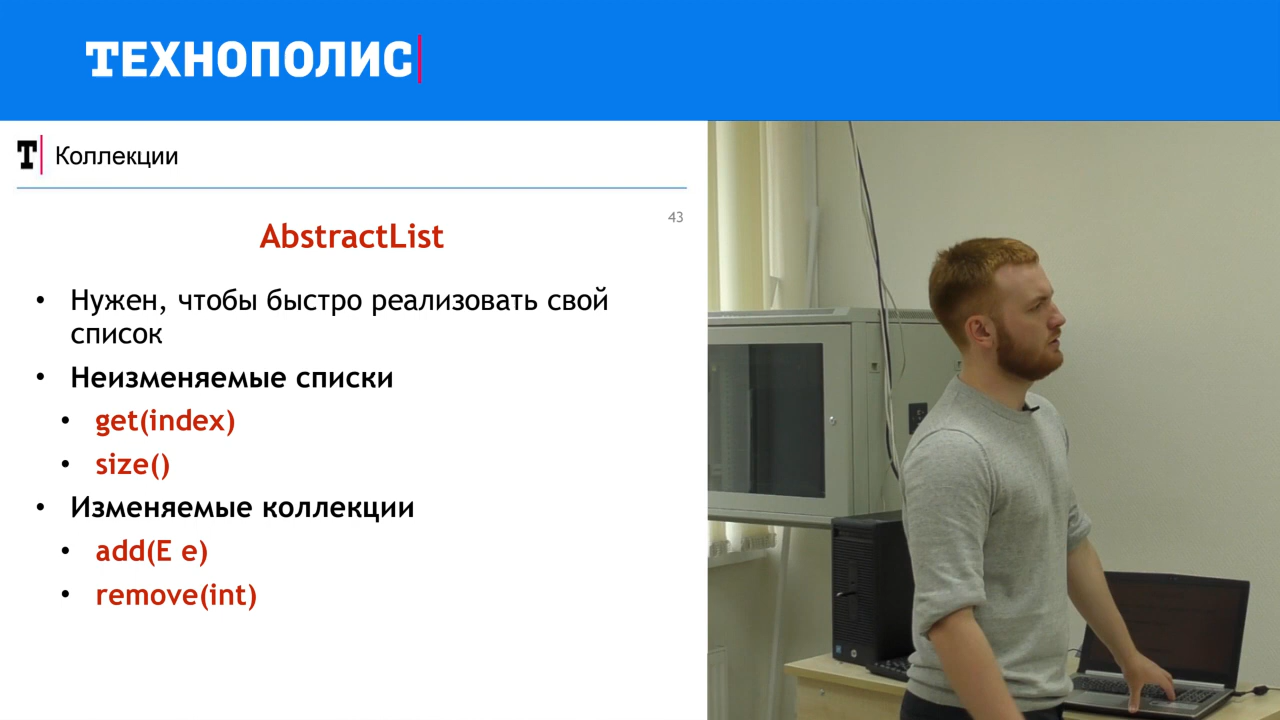 ТЕХНОПОЛИС
Т Коллекции
43
AbstractList
• Нужен, чтобы быстро реализовать свой
список
• Неизменяемые списки
• get(index)
• size()
• Изменяемые коллекции
• add(E e)
• remove(int)